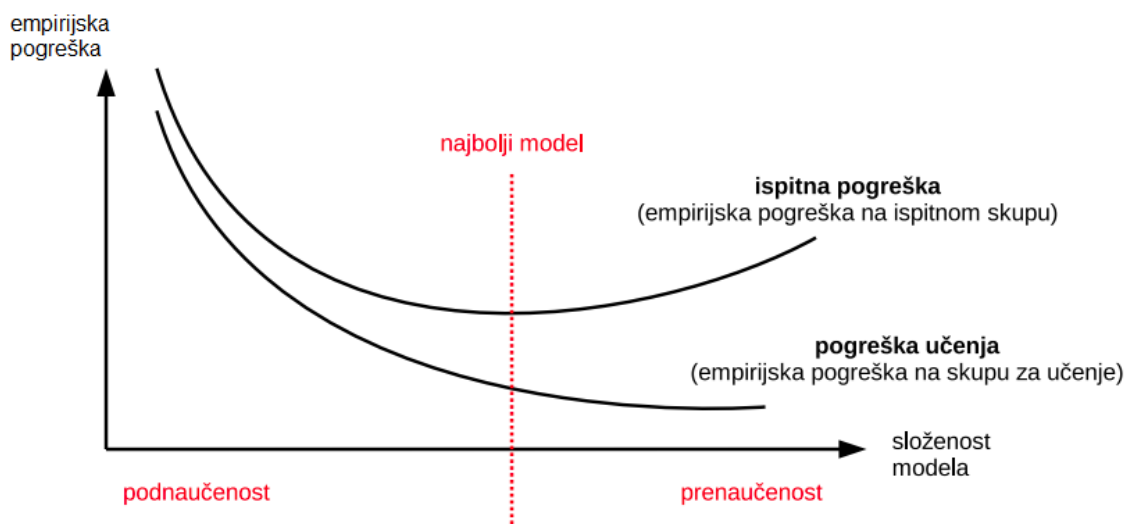 empirijska
pogreška
najbolji model
ispitna pogreška
(empirijska pogreška na ispitnom skupu)
pogreška učenja
(empirijska pogreška na skupu za učenje)
složenost
modela
podnaučenost
prenaučenost